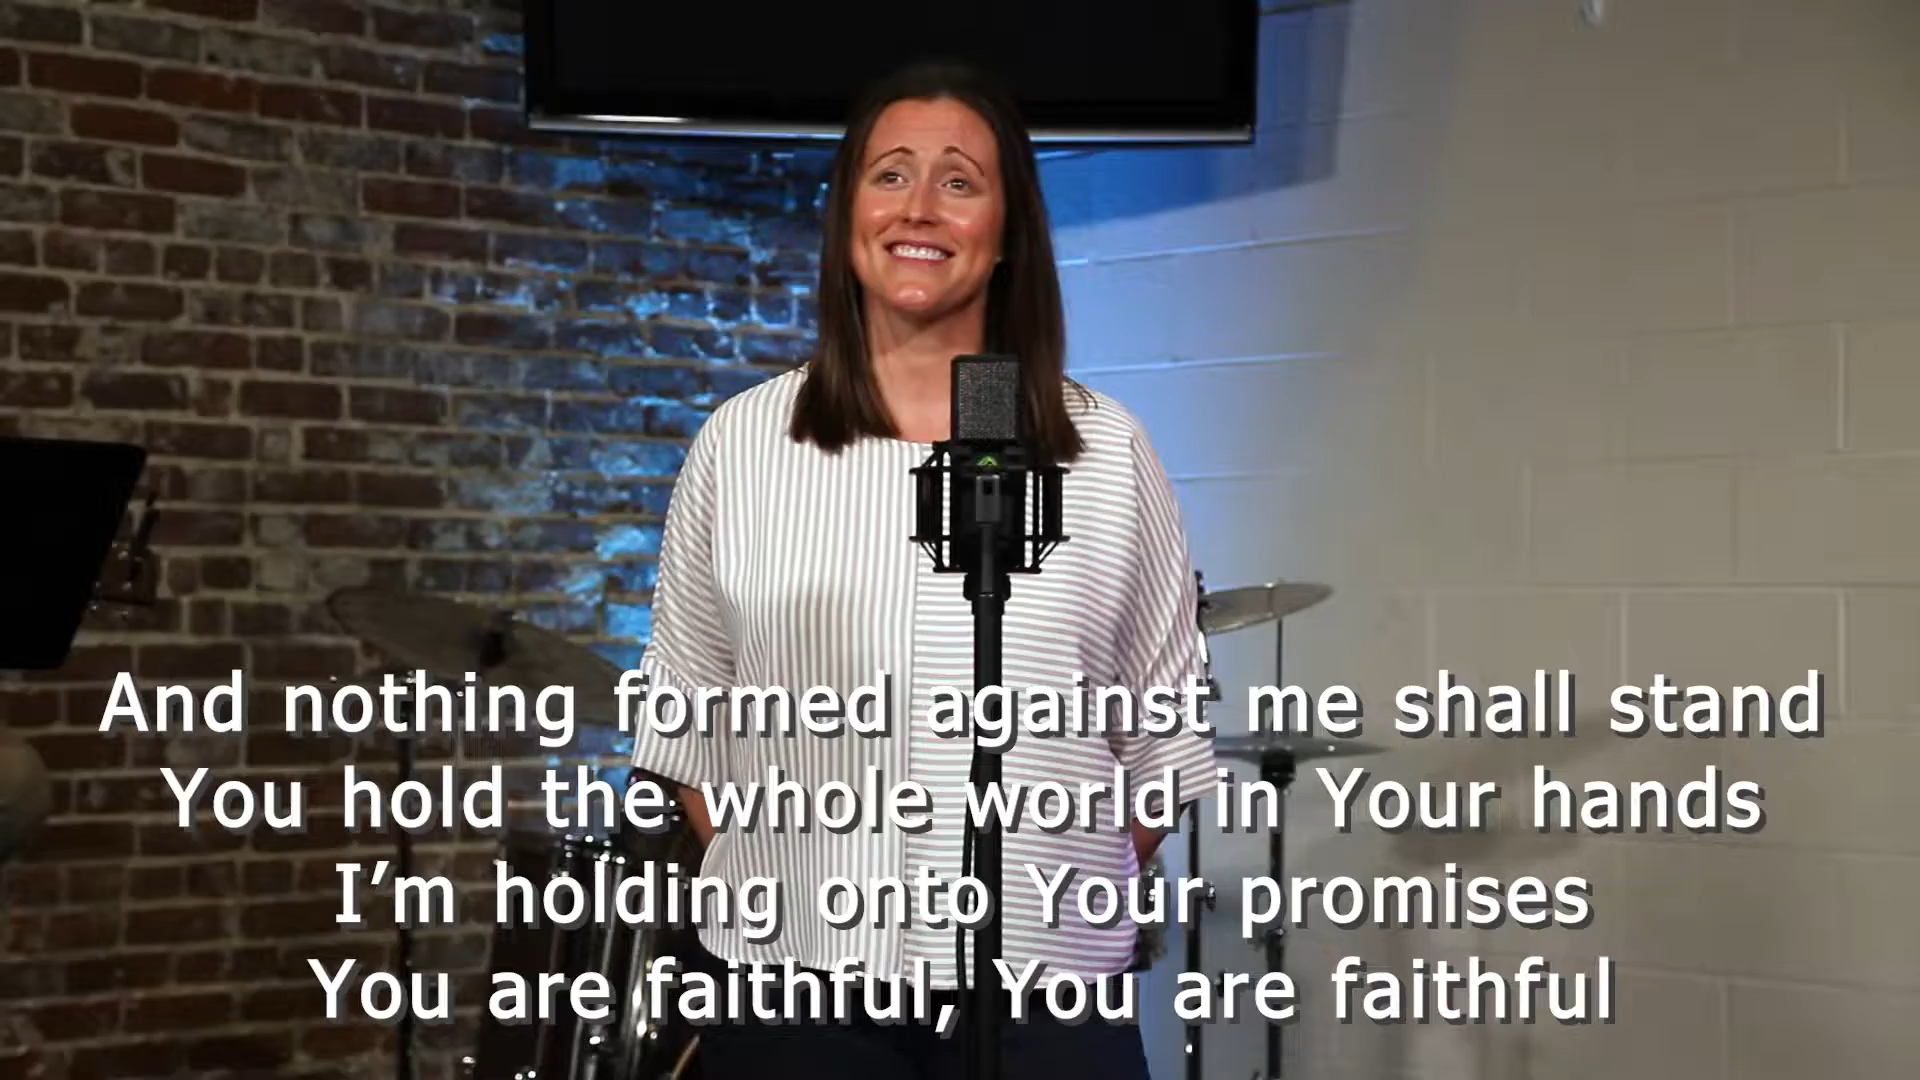 And nothing formed against me shall stand
You hold the whole world in Your hands
I’m holding onto Your promises
You are faithful, You are faithful